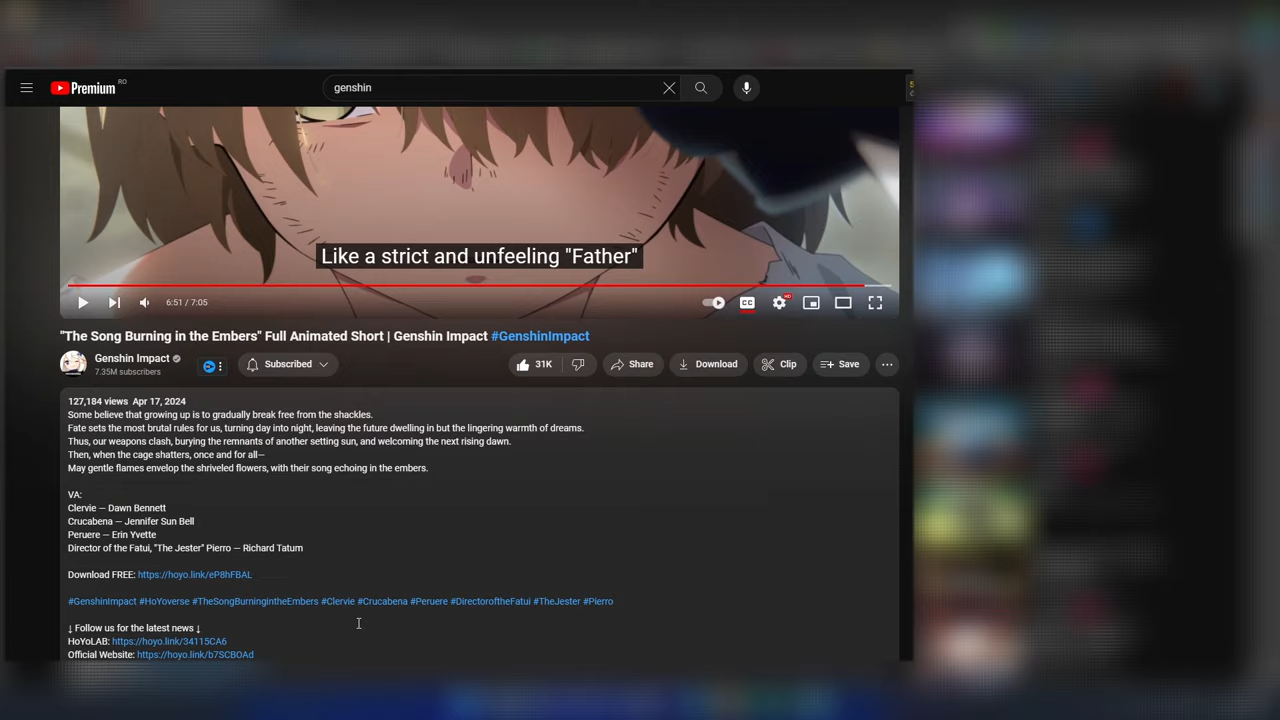 Premium RO
genshin
Like a strict and unfeeling "Father"
6:51 / 7:05
CC
HD
"The Song Burning in the Embers" Full Animated Short | Genshin Impact #GenshinImpact
Genshin Impact
7.35M subscribers
Subscribed
31K
Share
Download
Clip
Save
127,184 views Apr 17, 2024
Some believe that growing up is to gradually break free from the shackles.
Fate sets the most brutal rules for us, turning day into night, leaving the future dwelling in but the lingering warmth of dreams.
Thus, our weapons clash, burying the remnants of another setting sun, and welcoming the next rising dawn.
Then, when the cage shatters, once and for all—
May gentle flames envelop the shriveled flowers, with their song echoing in the embers.
VA:
Clervie — Dawn Bennett
Crucabena — Jennifer Sun Bell
Peruere — Erin Yvette
Director of the Fatui, "The Jester" Pierro — Richard Tatum
Download FREE: https://hoyo.link/eP8hFBAL
#GenshinImpact #HoYoverse #TheSongBurningintheEmbers #Clervie #Crucabena #Peruere #DirectoroftheFatui #TheJester #Pierro
↓ Follow us for the latest news ↓
HoYoLAB: https://hoyo.link/34115CA6
Official Website: https://hoyo.link/b7SCBOAd